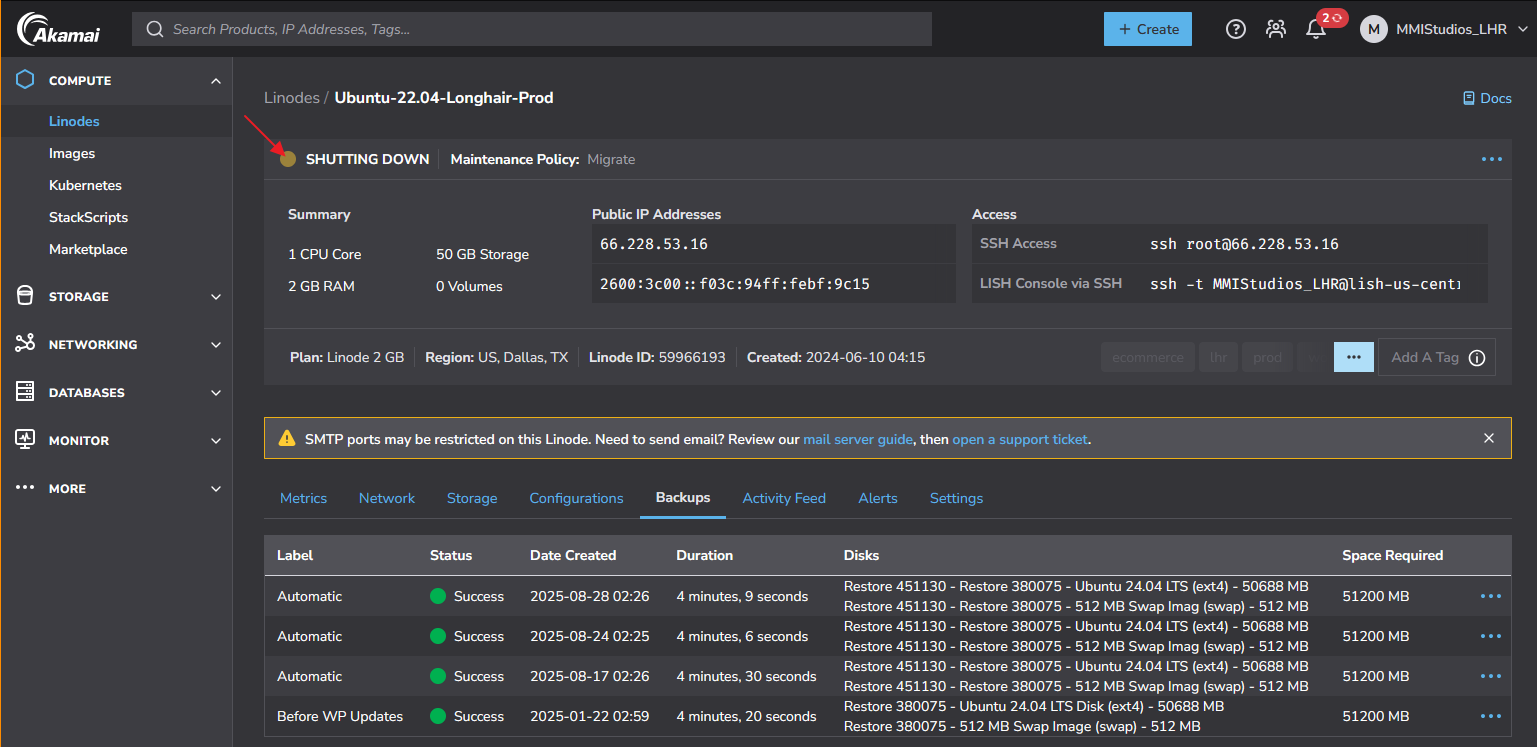 Akamai
Search Products, IP Addresses, Tags...
+ Create
?
2
M
MMIStudios_LHR
COMPUTE
Linodes
Images
Kubernetes
StackScripts
Marketplace
STORAGE
NETWORKING
DATABASES
MONITOR
MORE
Linodes / Ubuntu-22.04-Longhair-Prod
Docs
SHUTTING DOWN
Maintenance Policy: Migrate
Summary
1 CPU Core
50 GB Storage
2 GB RAM
0 Volumes
Public IP Addresses
66.228.53.16
2600:3c00::f03c:94ff:febf:9c15
Access
SSH Access
ssh root@66.228.53.16
LISH Console via SSH
ssh -t MMIStudios_LHR@lish-us-centr
Plan: Linode 2 GB
Region: US, Dallas, TX
Linode ID: 59966193
Created: 2024-06-10 04:15
ecommerce
lhr
prod
Add A Tag
SMTP ports may be restricted on this Linode. Need to send email? Review our mail server guide, then open a support ticket.
Metrics
Network
Storage
Configurations
Backups
Activity Feed
Alerts
Settings
Label Status Date Created Duration Disks Space Required
Automatic Success 2025-08-28 02:26 4 minutes, 9 seconds
Restore 451130 - Restore 380075 - Ubuntu 24.04 LTS (ext4) - 50688 MB
Restore 451130 - Restore 380075 - 512 MB Swap Imag (swap) - 512 MB
51200 MB
Automatic Success 2025-08-24 02:25 4 minutes, 6 seconds
Restore 451130 - Restore 380075 - Ubuntu 24.04 LTS (ext4) - 50688 MB
Restore 451130 - Restore 380075 - 512 MB Swap Imag (swap) - 512 MB
51200 MB
Automatic Success 2025-08-17 02:26 4 minutes, 30 seconds
Restore 451130 - Restore 380075 - Ubuntu 24.04 LTS (ext4) - 50688 MB
Restore 451130 - Restore 380075 - 512 MB Swap Imag (swap) - 512 MB
51200 MB
Before WP Updates Success 2025-01-22 02:59 4 minutes, 20 seconds
Restore 380075 - Ubuntu 24.04 LTS Disk (ext4) - 50688 MB
Restore 380075 - 512 MB Swap Image (swap) - 512 MB
51200 MB